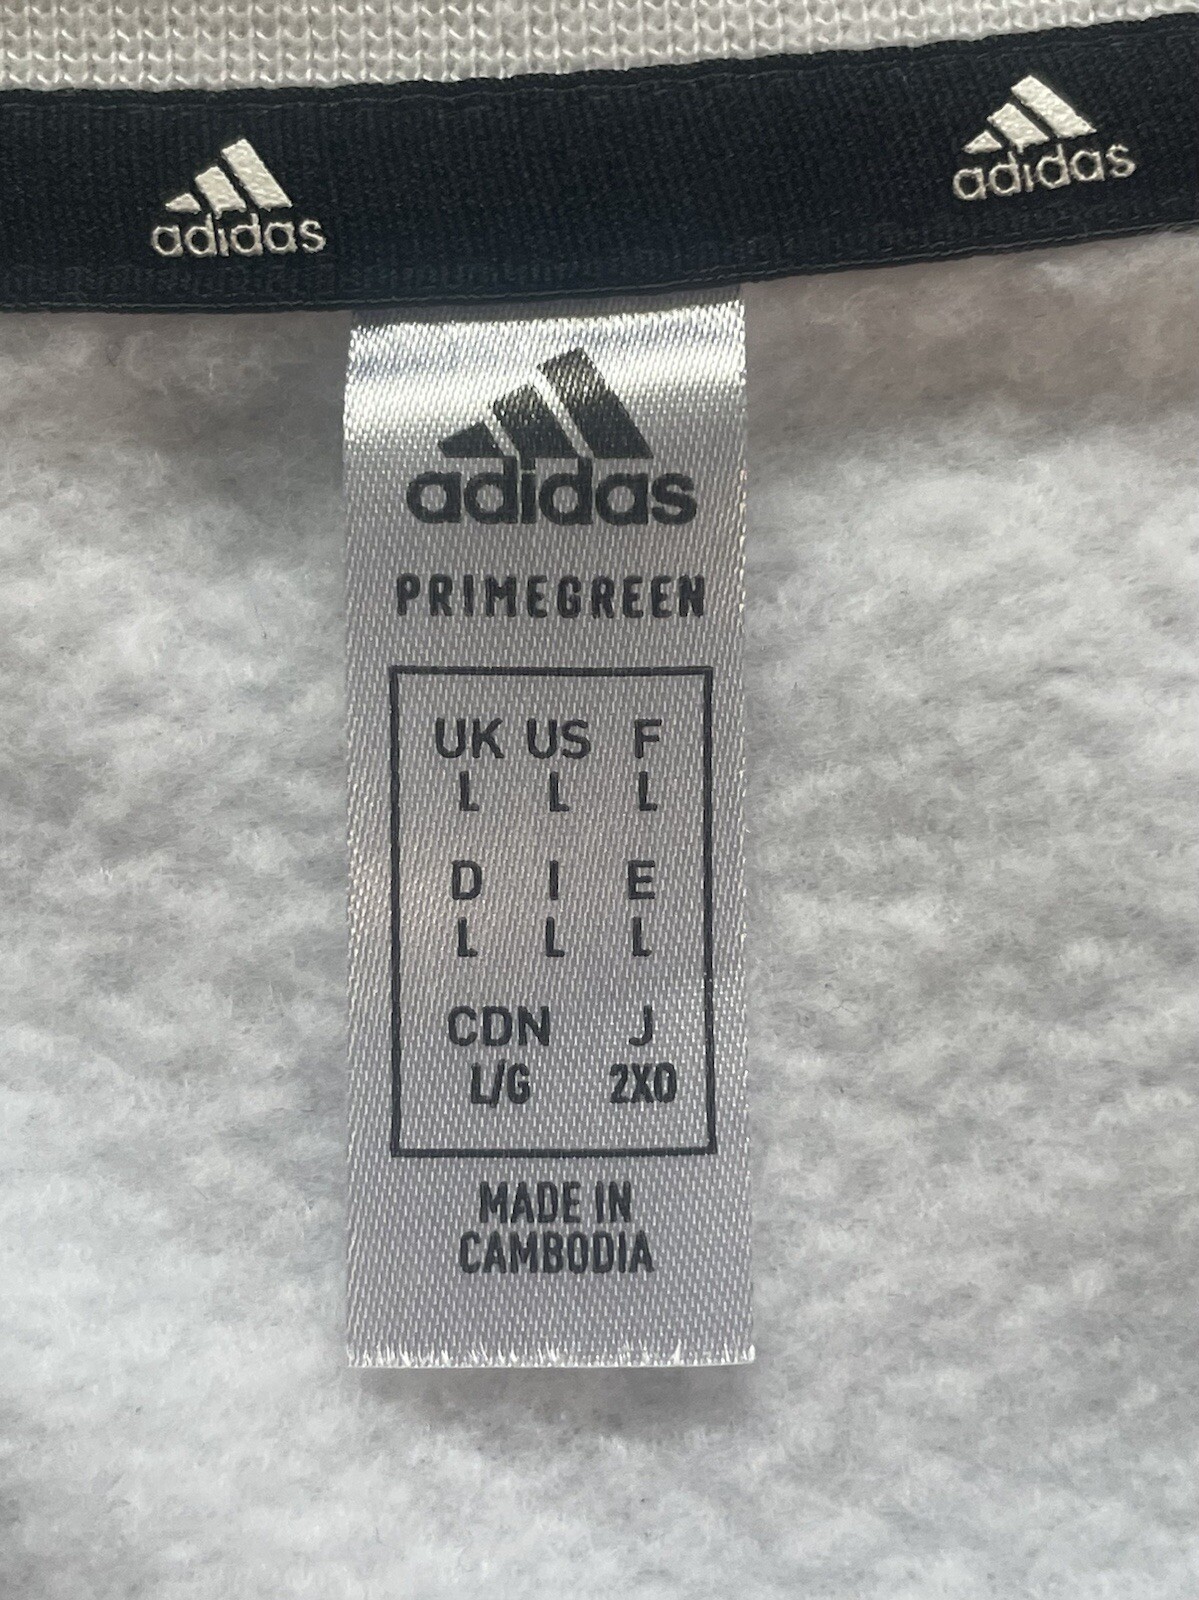 adidas
adidas
adidas
PRIMEGREEN
UK US F
L L L
D I E
L L L
CDN J
L/G 2XO
MADE IN
CAMBODIA